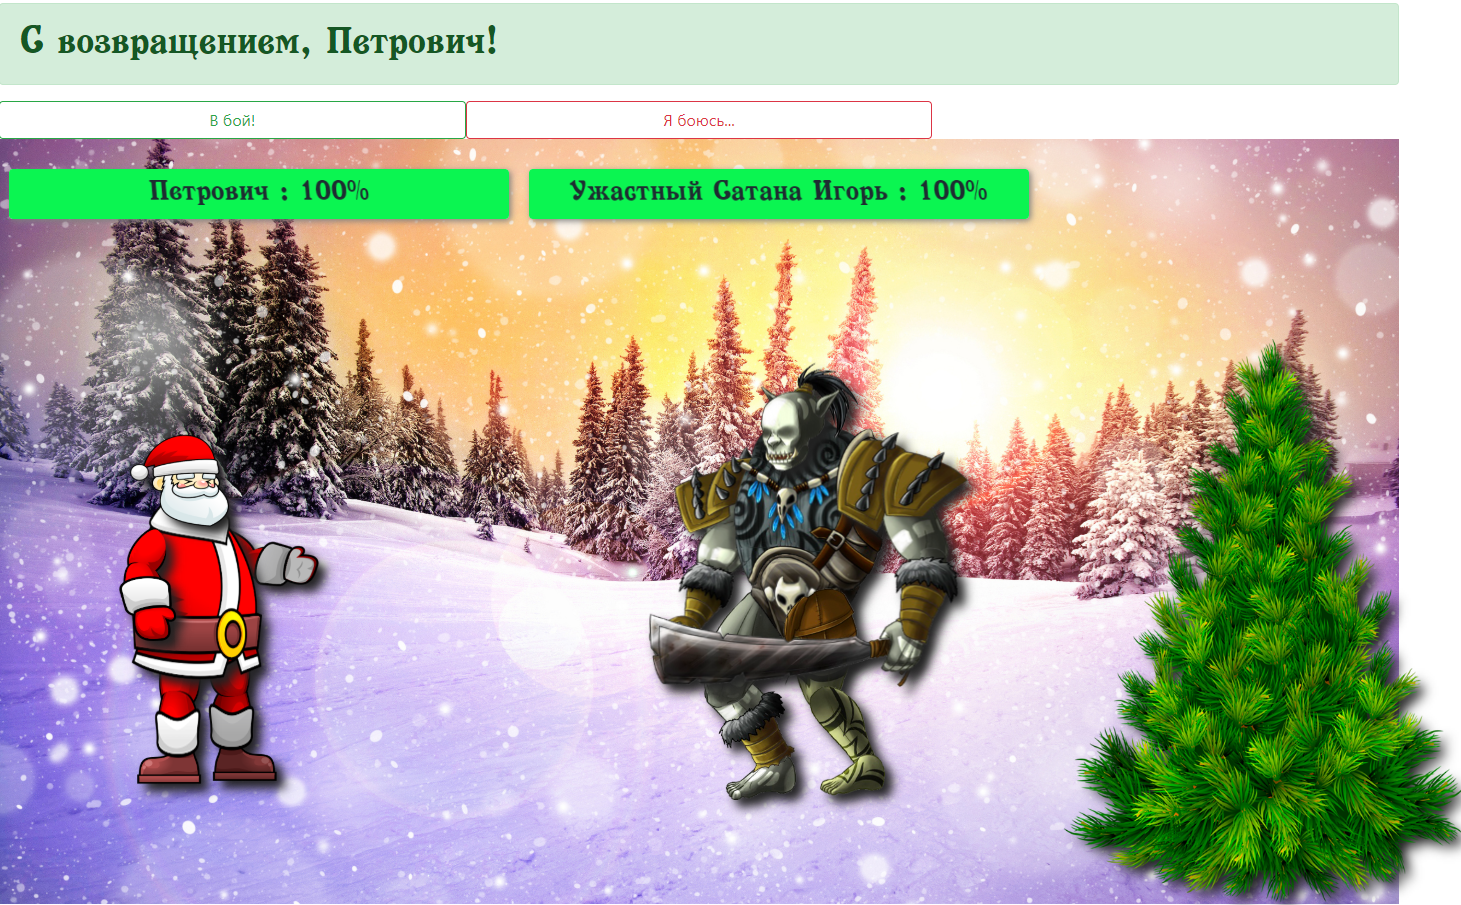 С возвращением, Петрович!
В бой!
Я боюсь...
Петрович : 100%
Ужастный Сатана Игорь : 100%